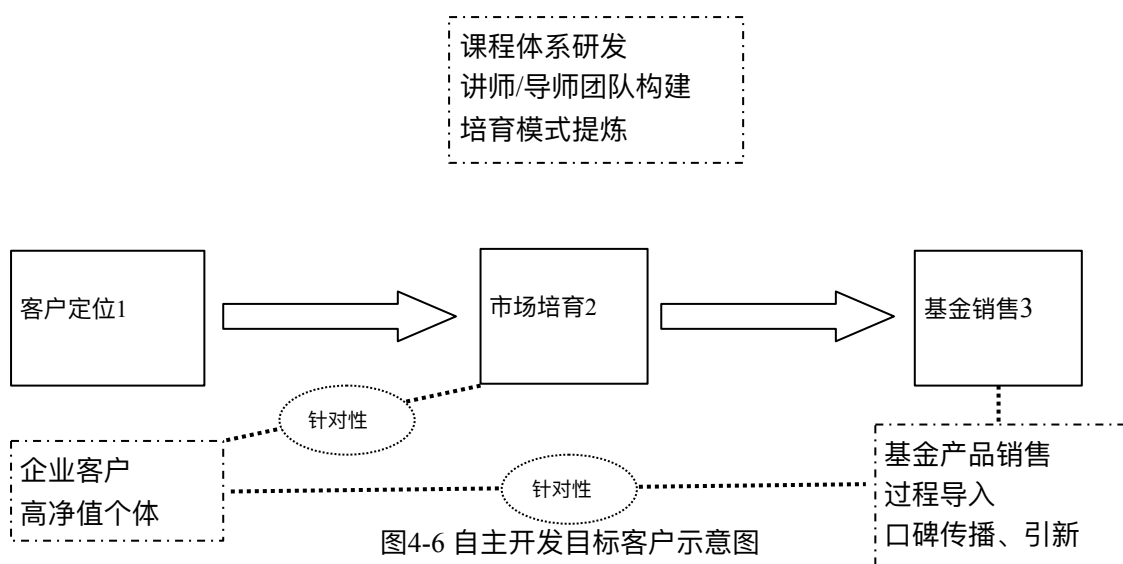 课程体系研发
讲师/导师团队构建
培育模式提炼
客户定位1
市场培育2
基金销售3
针对性
企业客户
高净值个体
针对性
基金产品销售
过程导入
口碑传播、引新
图4-6 自主开发目标客户示意图